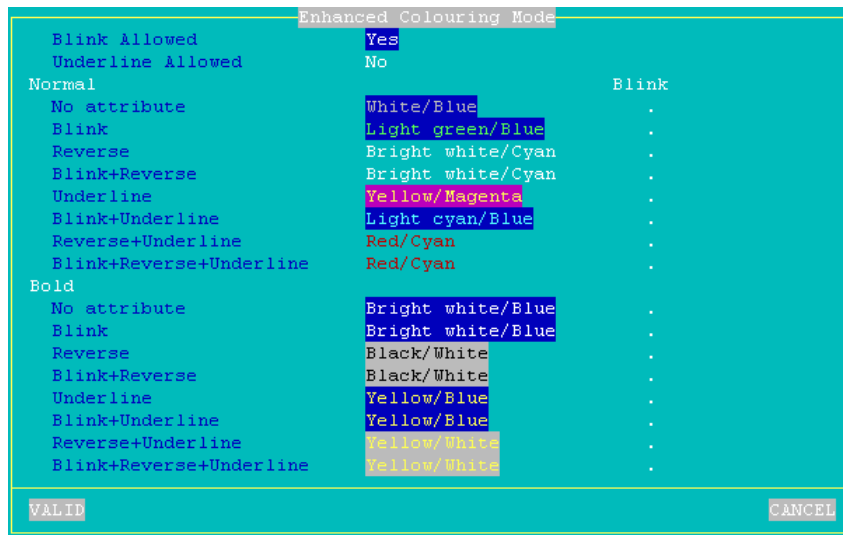 Enhanced Colouring Mode
Blink Allowed Yes
Underline Allowed No
Normal Blink
No attribute White/Blue .
Blink Light green/Blue .
Reverse Bright white/Cyan .
Blink+Reverse Bright white/Cyan .
Underline Yellow/Magenta .
Blink+Underline Light cyan/Blue .
Reverse+Underline Red/Cyan .
Blink+Reverse+Underline Red/Cyan .
Bold
No attribute Bright white/Blue .
Blink Bright white/Blue .
Reverse Black/White .
Blink+Reverse Black/White .
Underline Yellow/Blue .
Blink+Underline Yellow/Blue .
Reverse+Underline Yellow/White .
Blink+Reverse+Underline Yellow/White .
VALID CANCEL